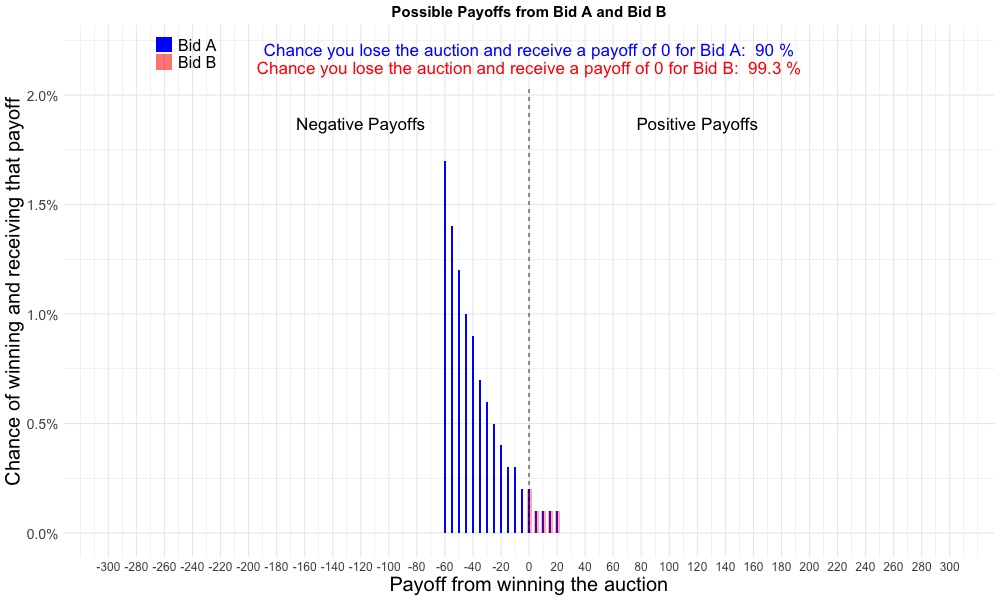 Possible Payoffs from Bid A and Bid B
Bid A
Bid B
Chance you lose the auction and receive a payoff of 0 for Bid A:  90 %
Chance you lose the auction and receive a payoff of 0 for Bid B:  99.3 %
Negative Payoffs
Positive Payoffs
Chance of winning and receiving that payoff
2.0%
1.5%
1.0%
0.5%
0.0%
-300 -280 -260 -240 -220 -200 -180 -160 -140 -120 -100 -80 -60 -40 -20 0 20 40 60 80 100 120 140 160 180 200 220 240 260 280 300
Payoff from winning the auction